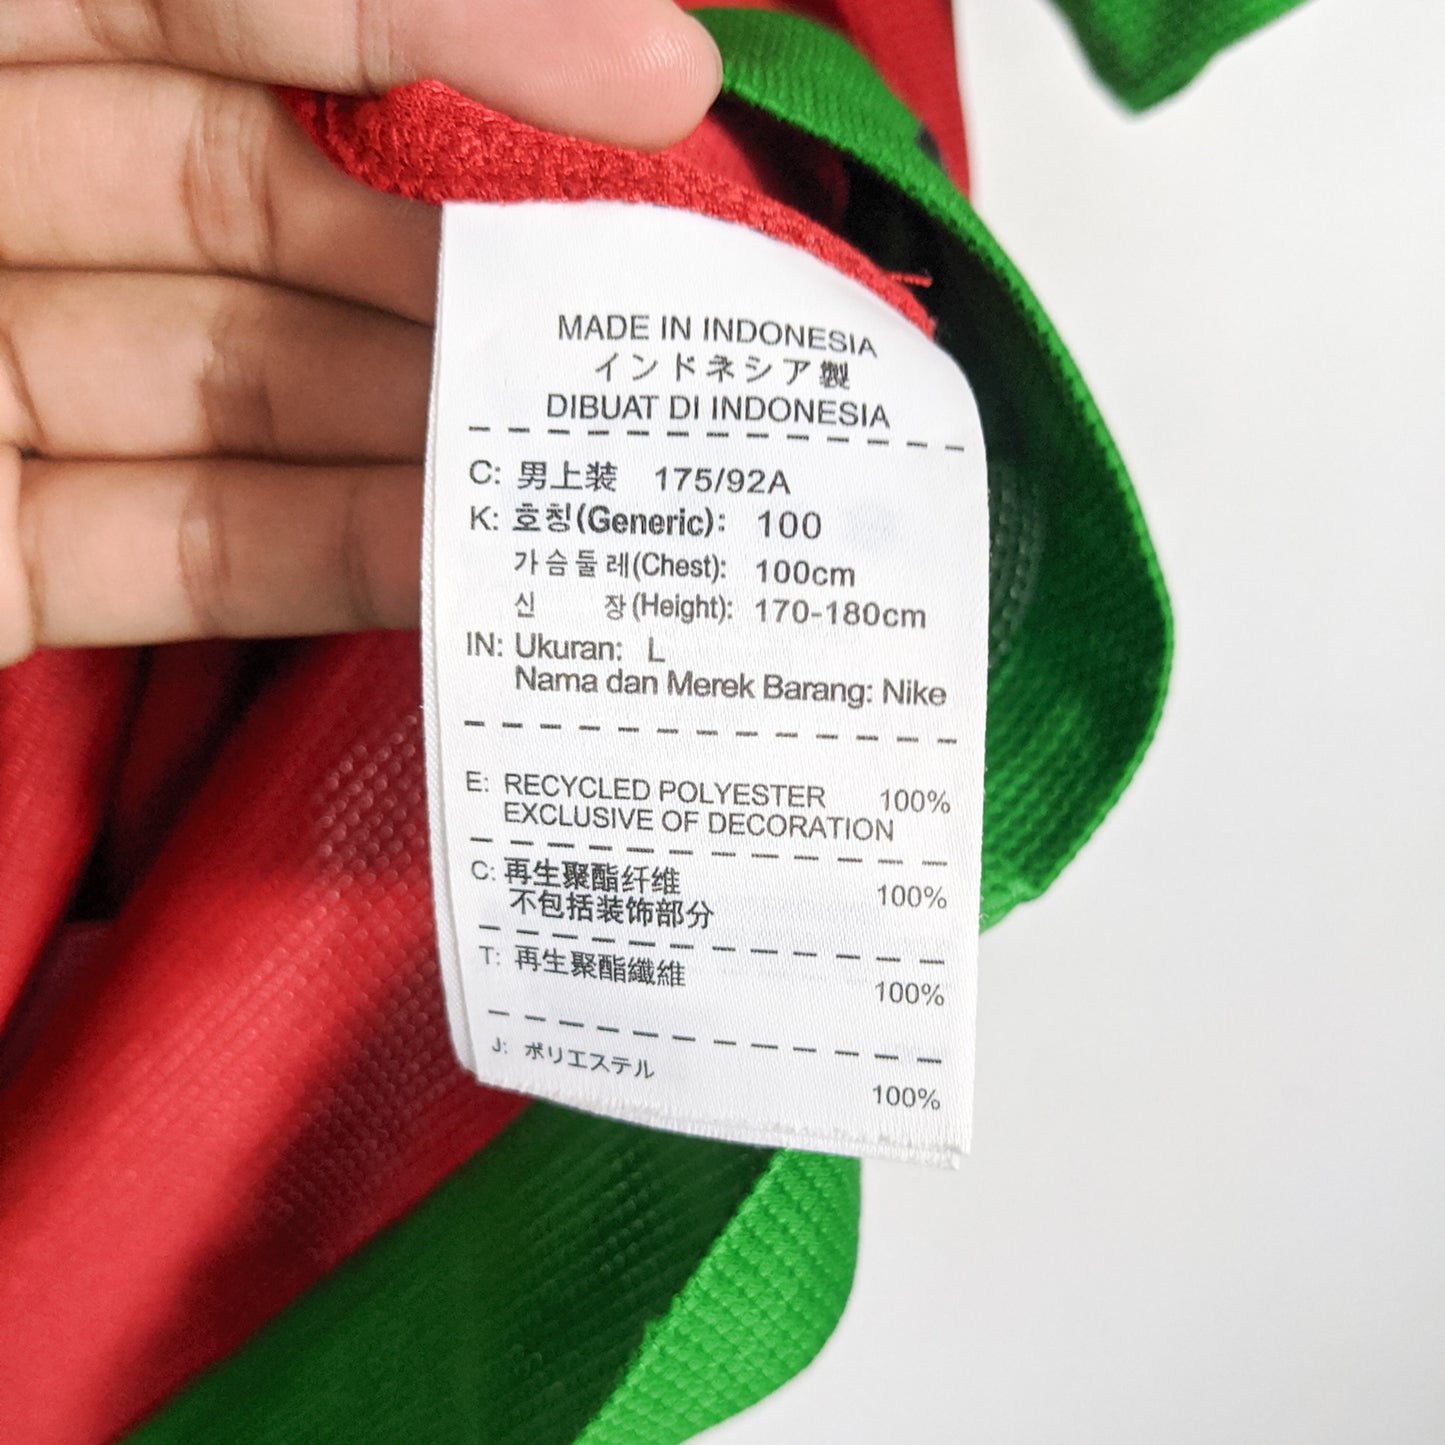 MADE IN INDONESIA
インドネシア製
DIBUAT DI INDONESIA
C: 男上装 175/92A
K: 호칭(Generic): 100
가슴둘레(Chest): 100cm
신 장(Height): 170-180cm
IN: Ukuran: L
Nama dan Merek Barang: Nike
E: RECYCLED POLYESTER 100%
EXCLUSIVE OF DECORATION
C: 再生聚酯纤维 100%
不包括装饰部分
T: 再生聚酯纖維 100%
J: ポリエステル 100%